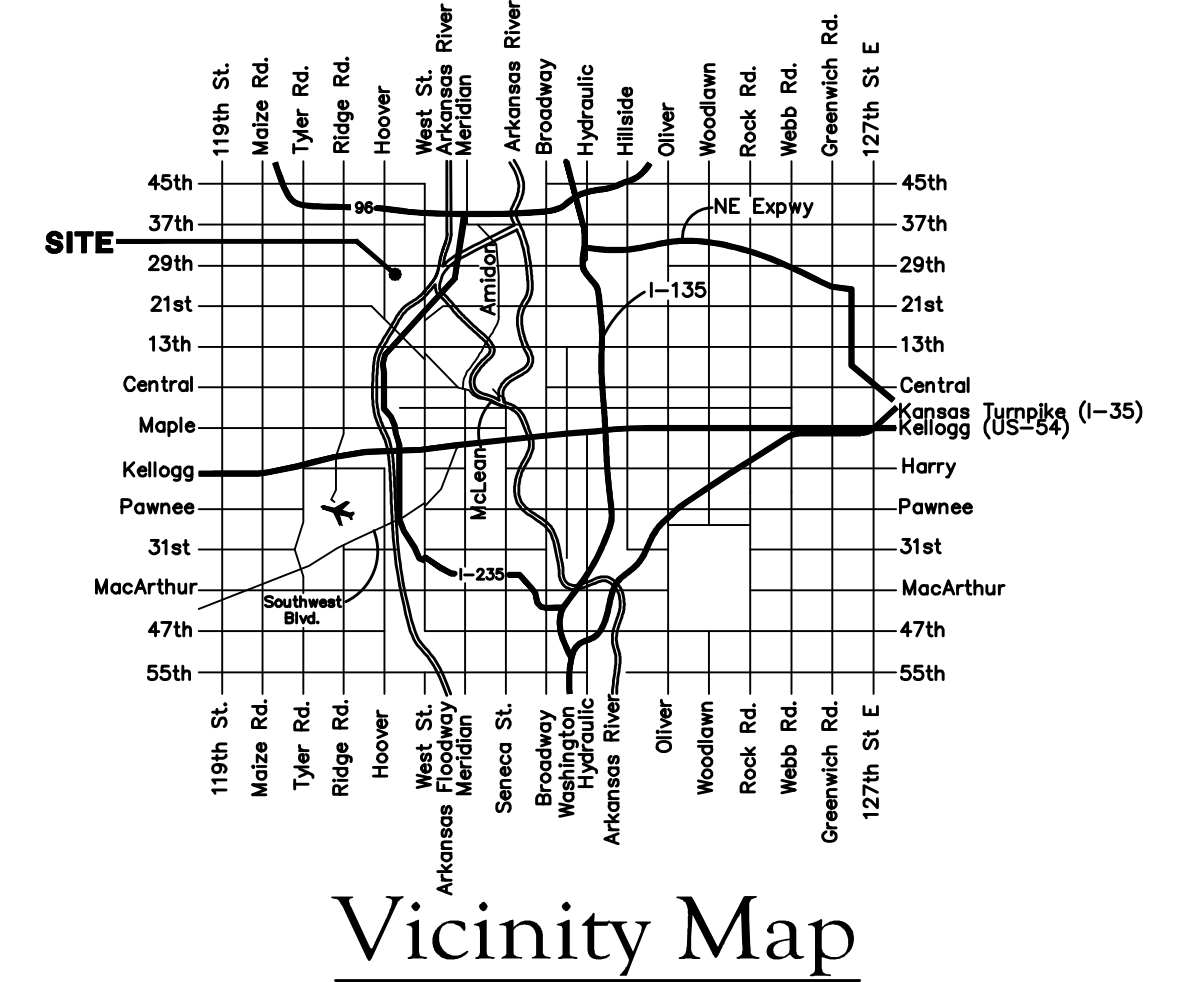 119th St.
Maize Rd.
Tyler Rd.
Ridge Rd.
Hoover
West St.
Arkansas River
Meridian
Arkansas River
Broadway
Hydraulic
Hillside
Oliver
Woodlawn
Rock Rd.
Webb Rd.
Greenwich Rd.
127th St E
45th
45th
96
NE Expwy
37th
37th
SITE
29th
29th
Amidon
I-135
21st
21st
13th
13th
Central
Central
Kansas Turnpike (I-35)
Maple
Kellogg (US-54)
Kellogg
Harry
McLean
Pawnee
Pawnee
31st
31st
I-235
MacArthur
MacArthur
Southwest
Blvd.
47th
47th
55th
55th
119th St.
Maize Rd.
Tyler Rd.
Ridge Rd.
Hoover
West St.
Arkansas Floodway
Meridian
Seneca St.
Broadway
Washington
Hydraulic
Arkansas River
Oliver
Woodlawn
Rock Rd.
Webb Rd.
Greenwich Rd.
127th St E
Vicinity Map